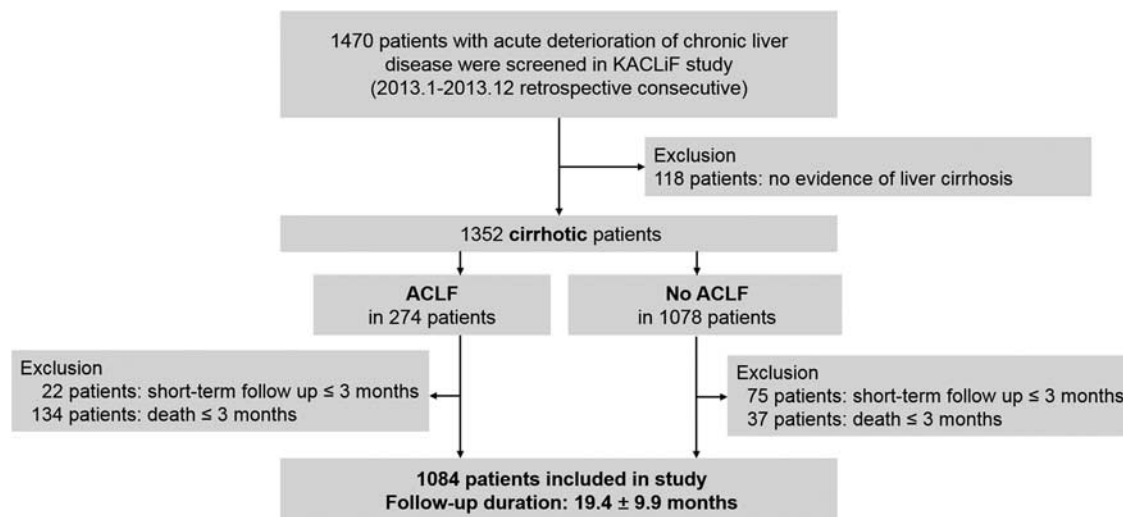 1470 patients with acute deterioration of chronic liver
disease were screened in KACLiF study
(2013.1-2013.12 retrospective consecutive)
Exclusion
118 patients: no evidence of liver cirrhosis
1352 cirrhotic patients
ACLF
in 274 patients
No ACLF
in 1078 patients
Exclusion
22 patients: short-term follow up ≤ 3 months
134 patients: death ≤ 3 months
Exclusion
75 patients: short-term follow up ≤ 3 months
37 patients: death ≤ 3 months
1084 patients included in study
Follow-up duration: 19.4 ± 9.9 months